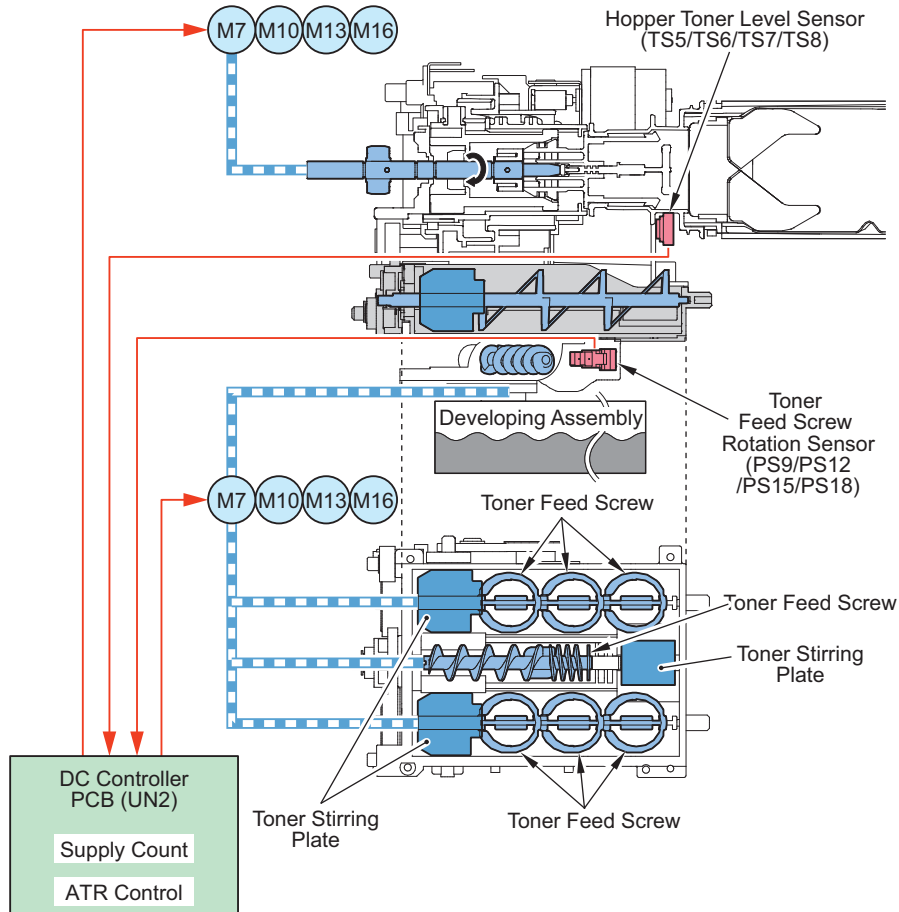 M7 M10 M13 M16
Hopper Toner Level Sensor
(TS5/TS6/TS7/TS8)
Developing Assembly
Toner
Feed Screw
Rotation Sensor
(PS9/PS12
/PS15/PS18)
M7 M10 M13 M16
Toner Feed Screw
Toner Feed Screw
Toner Stirring
Plate
DC Controller
PCB (UN2)
Supply Count
ATR Control
Toner Stirring
Plate
Toner Feed Screw